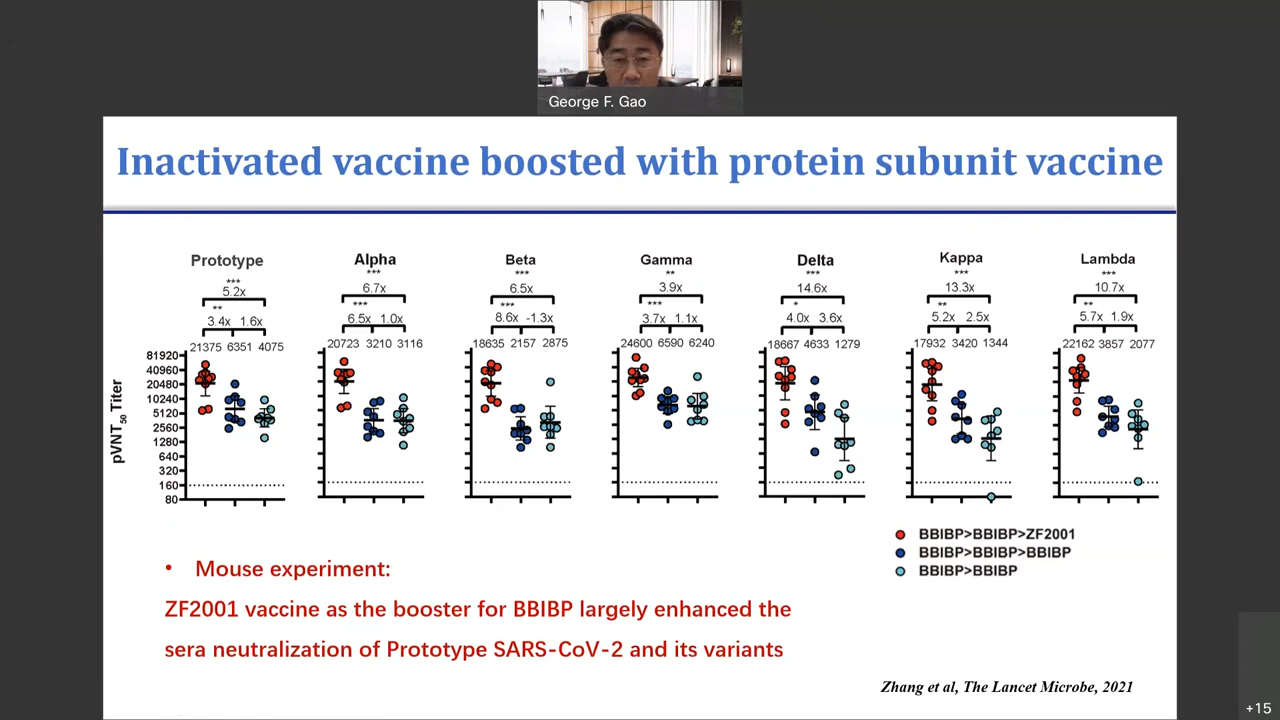 George F. Gao
Inactivated vaccine boosted with protein subunit vaccine
Prototype Alpha Beta Gamma Delta Kappa Lambda
*** *** *** ** *** *** ***
5.2x 6.7x 6.5x 3.9x 14.6x 13.3x 10.7x
** *** *** *** * ** **
3.4x 1.6x 6.5x 1.0x 8.6x -1.3x 3.7x 1.1x 4.0x 3.6x 5.2x 2.5x 5.7x 1.9x
21375 6351 4075 20723 3210 3116 18635 2157 2875 24600 6590 6240 18667 4633 1279 17932 3420 1344 22162 3857 2077
pVNT50 Titer
81920
40960
20480
10240
5120
2560
1280
640
320
160
80
BBIBP>BBIBP>ZF2001
BBIBP>BBIBP>BBIBP
BBIBP>BBIBP
• Mouse experiment:
ZF2001 vaccine as the booster for BBIBP largely enhanced the
sera neutralization of Prototype SARS-CoV-2 and its variants
Zhang et al, The Lancet Microbe, 2021
+15